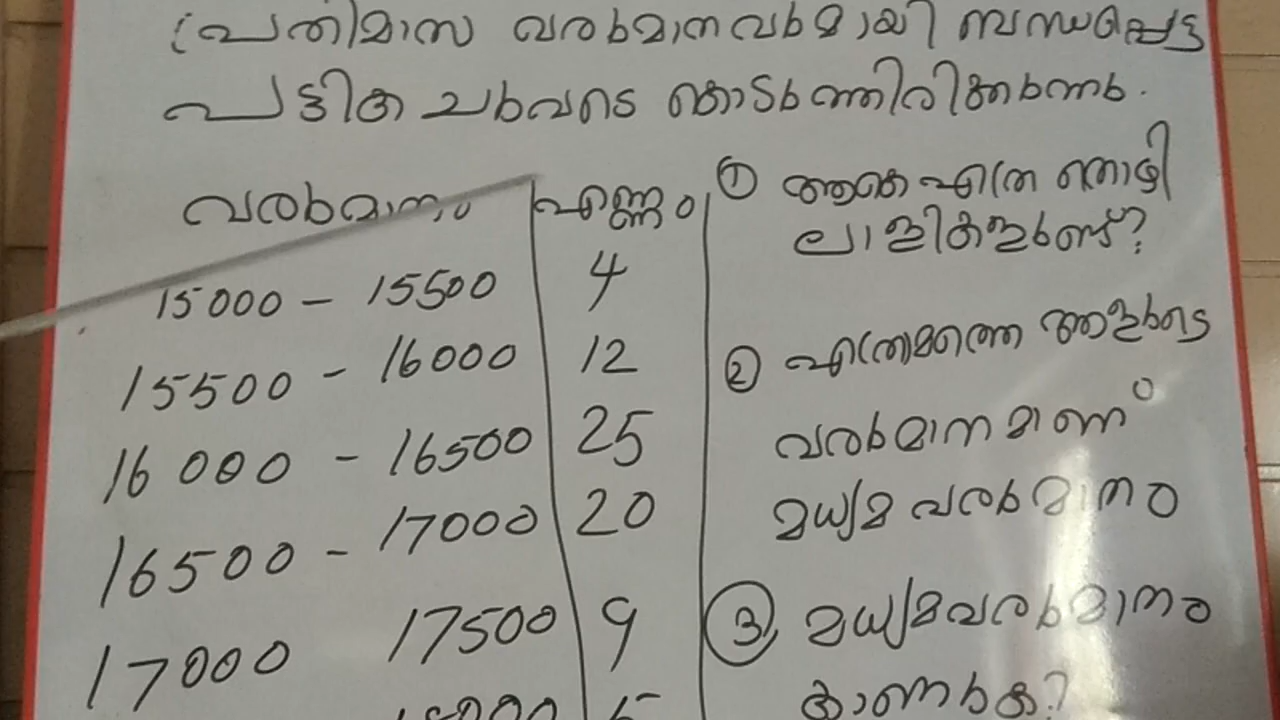 പ്രതിമാസ വരുമാനവുമായി ബന്ധപ്പെട്ട
പട്ടിക ചുവടെ കൊടുത്തിരിക്കുന്നു.
വരുമാനം എണ്ണം
15000 - 15500 4
15500 - 16000 12
16000 - 16500 25
16500 - 17000 20
17000 17500 9
① ആകെ എത്ര തൊഴി
ലാളികളുണ്ട്?
② എത്രാമത്തെ ആളുടെ
വരുമാനമാണ്
മധ്യമ വരുമാനം
③ മധ്യമവരുമാനം
കാണുക?